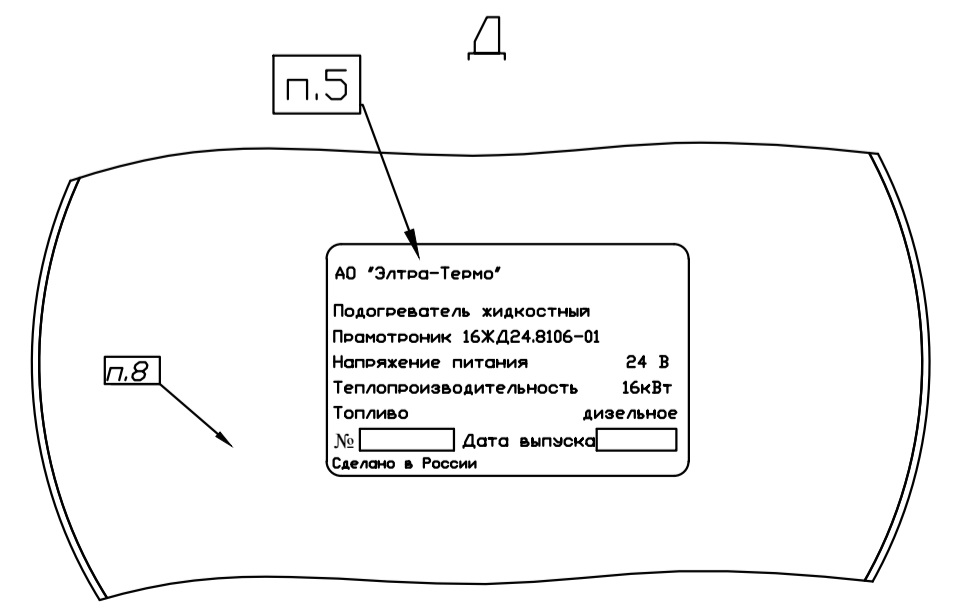 Д
п.5
АО "Элтра-Термо"
Подогреватель жидкостный
Прамотроник 16ЖД24.8106-01
п.8
Напряжение питания 24 В
Теплопроизводительность 16кВт
Топливо дизельное
№ Дата выпуска
Сделано в России